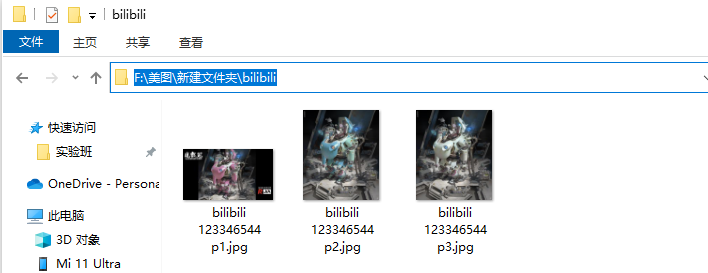 bilibili
文件
主页
共享
查看
F:\美图\新建文件夹\bilibili
快速访问
实验班
OneDrive - Persona
此电脑
3D 对象
Mi 11 Ultra
bilibili
123346544
p1.jpg
bilibili
123346544
p2.jpg
bilibili
123346544
p3.jpg